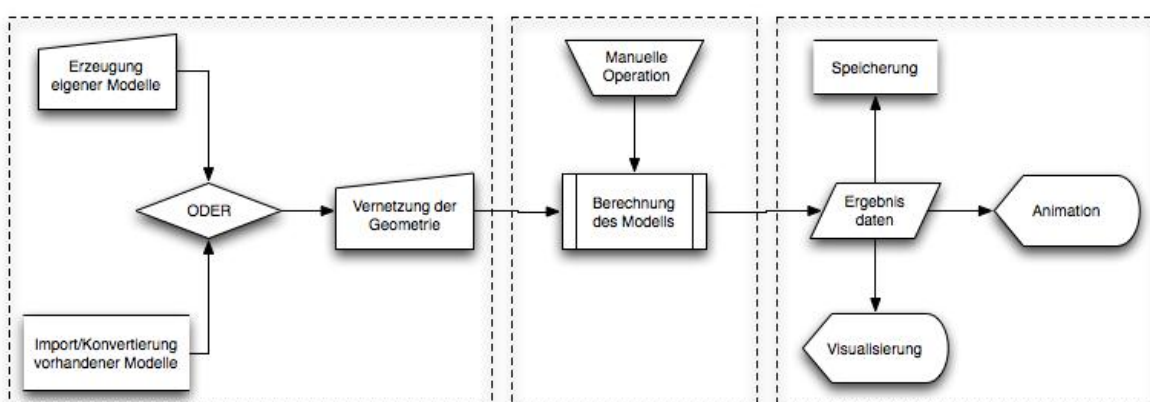 Erzeugung
eigener Modelle
ODER
Import/Konvertierung
vorhandener Modelle
Vernetzung der
Geometrie
Manuelle
Operation
Berechnung
des Modells
Speicherung
Ergebnis
daten
Animation
Visualisierung